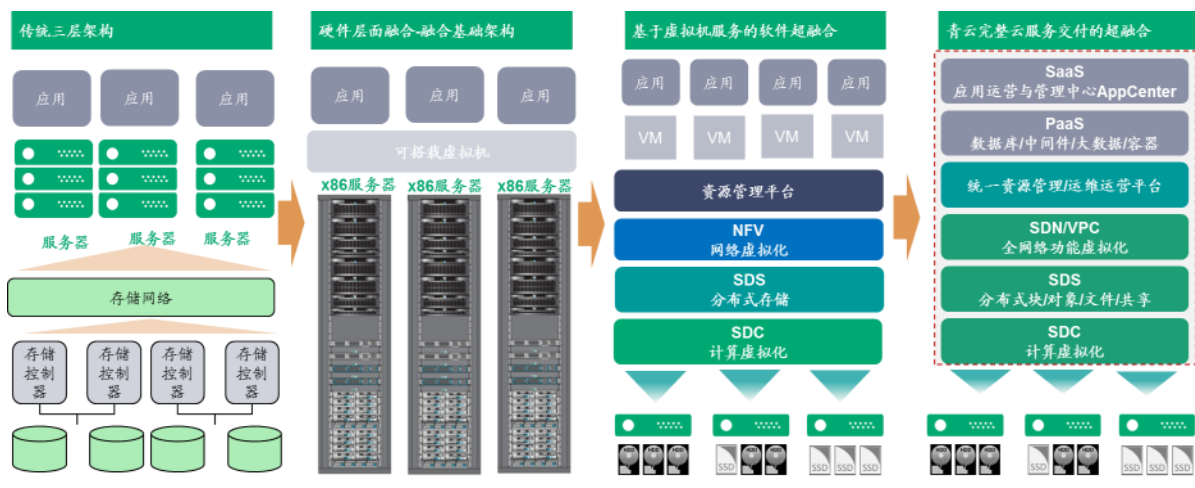 传统三层架构
应用
应用
应用
服务器
服务器
服务器
存储网络
存储
控制
器
存储
控制
器
存储
控制
器
存储
控制
器
硬件层面融合-融合基础架构
应用
应用
应用
可搭载虚拟机
x86服务器
x86服务器
x86服务器
基于虚拟机服务的软件超融合
应用
应用
应用
应用
VM
VM
VM
VM
资源管理平台
NFV
网络虚拟化
SDS
分布式存储
SDC
计算虚拟化
HDD
HDD
HDD
SSD
HDD
HDD
SSD
SSD
SSD
青云完整云服务交付的超融合
SaaS
应用运营与管理中心AppCenter
PaaS
数据库/中间件/大数据/容器
统一资源管理/运维运营平台
SDN/VPC
全网络功能虚拟化
SDS
分布式块/对象/文件/共享
SDC
计算虚拟化
HDD
HDD
HDD
SSD
HDD
HDD
SSD
SSD
SSD